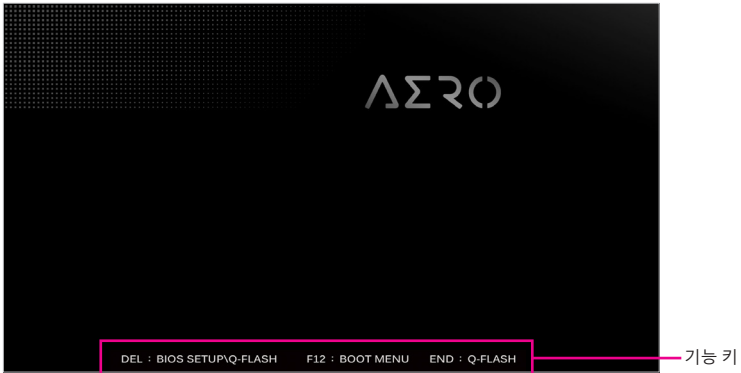 AERO
DEL : BIOS SETUP\Q-FLASH F12 : BOOT MENU END : Q-FLASH
기능 키